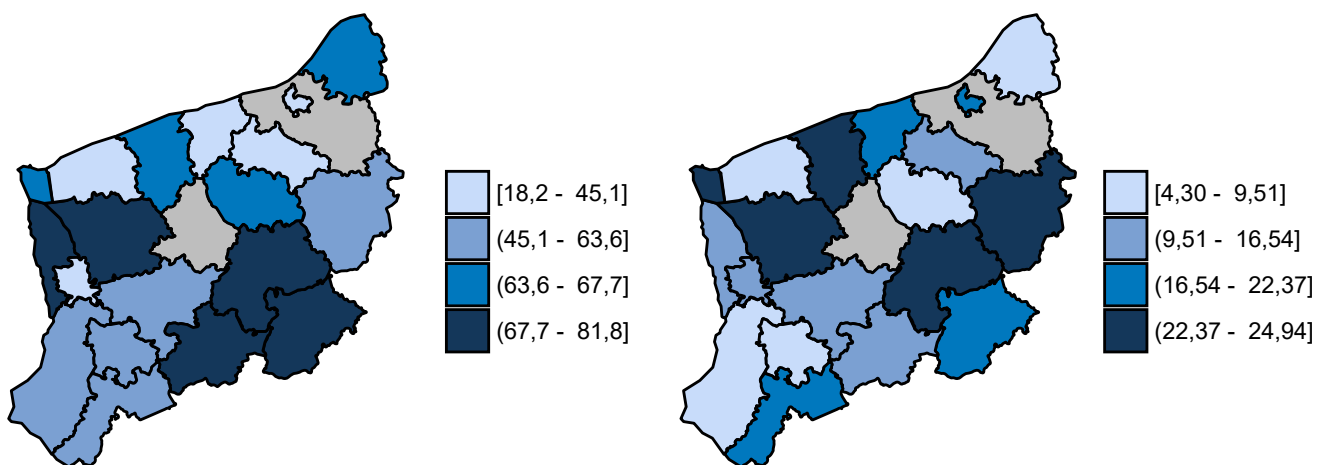 [18,2 - 45,1]
(45,1 - 63,6]
(63,6 - 67,7]
(67,7 - 81,8]
[4,30 - 9,51]
(9,51 - 16,54]
(16,54 - 22,37]
(22,37 - 24,94]